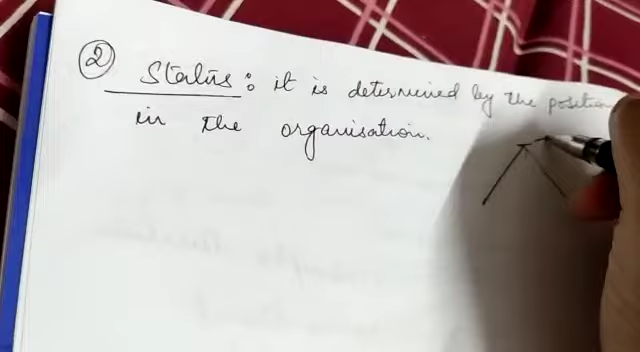 ② Status : it is determined by the position
in the organisation.